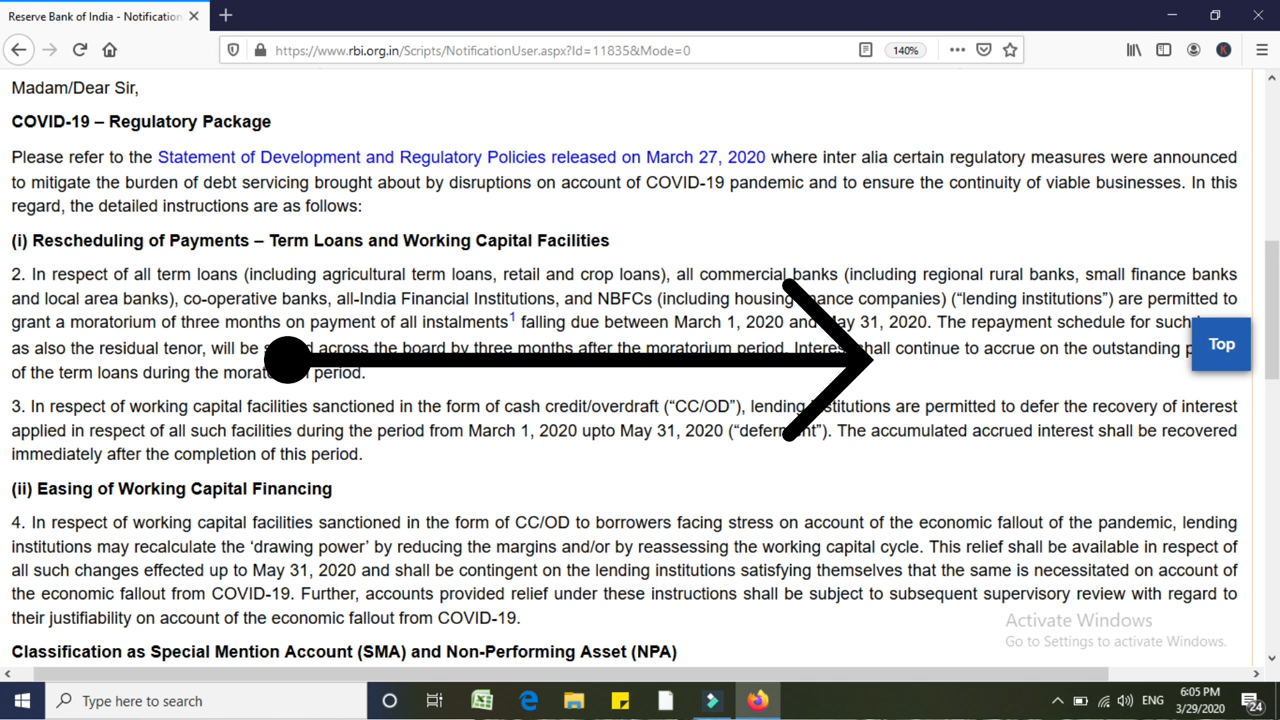 Reserve Bank of India - Notification
https://www.rbi.org.in/Scripts/NotificationUser.aspx?Id=11835&Mode=0
140%
Madam/Dear Sir,
COVID-19 – Regulatory Package
Please refer to the Statement of Development and Regulatory Policies released on March 27, 2020 where inter alia certain regulatory measures were announced
to mitigate the burden of debt servicing brought about by disruptions on account of COVID-19 pandemic and to ensure the continuity of viable businesses. In this
regard, the detailed instructions are as follows:
(i) Rescheduling of Payments – Term Loans and Working Capital Facilities
2. In respect of all term loans (including agricultural term loans, retail and crop loans), all commercial banks (including regional rural banks, small finance banks
and local area banks), co-operative banks, all-India Financial Institutions, and NBFCs (including housing finance companies) (“lending institutions”) are permitted to
grant a moratorium of three months on payment of all instalments1 falling due between March 1, 2020 and May 31, 2020. The repayment schedule for such
as also the residual tenor, will be across the board by three months after the moratorium period. Interest shall continue to accrue on the outstanding
of the term loans during the moratorium period.
Top
3. In respect of working capital facilities sanctioned in the form of cash credit/overdraft (“CC/OD”), lending institutions are permitted to defer the recovery of interest
applied in respect of all such facilities during the period from March 1, 2020 upto May 31, 2020 (“deferment”). The accumulated accrued interest shall be recovered
immediately after the completion of this period.
(ii) Easing of Working Capital Financing
4. In respect of working capital facilities sanctioned in the form of CC/OD to borrowers facing stress on account of the economic fallout of the pandemic, lending
institutions may recalculate the ‘drawing power’ by reducing the margins and/or by reassessing the working capital cycle. This relief shall be available in respect of
all such changes effected up to May 31, 2020 and shall be contingent on the lending institutions satisfying themselves that the same is necessitated on account of
the economic fallout from COVID-19. Further, accounts provided relief under these instructions shall be subject to subsequent supervisory review with regard to
their justifiability on account of the economic fallout from COVID-19.
Activate Windows
Go to Settings to activate Windows.
Classification as Special Mention Account (SMA) and Non-Performing Asset (NPA)
Type here to search
ENG
6:05 PM
3/29/2020
24